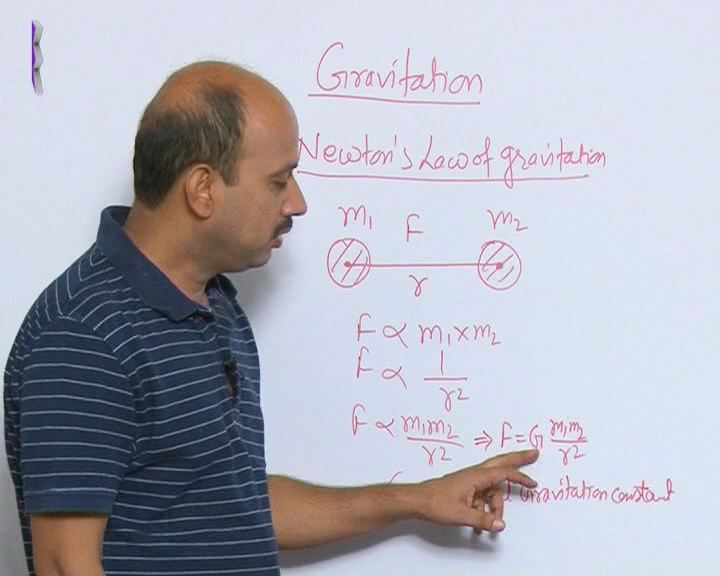 Gravitation
Newton's Law of gravitation
m₁ F m₂
r
F ∝ m₁ × m₂
F ∝ 1/r²
F ∝ m₁m₂/r² ⇒ F = G m₁m₂/r²
Gravitation constant